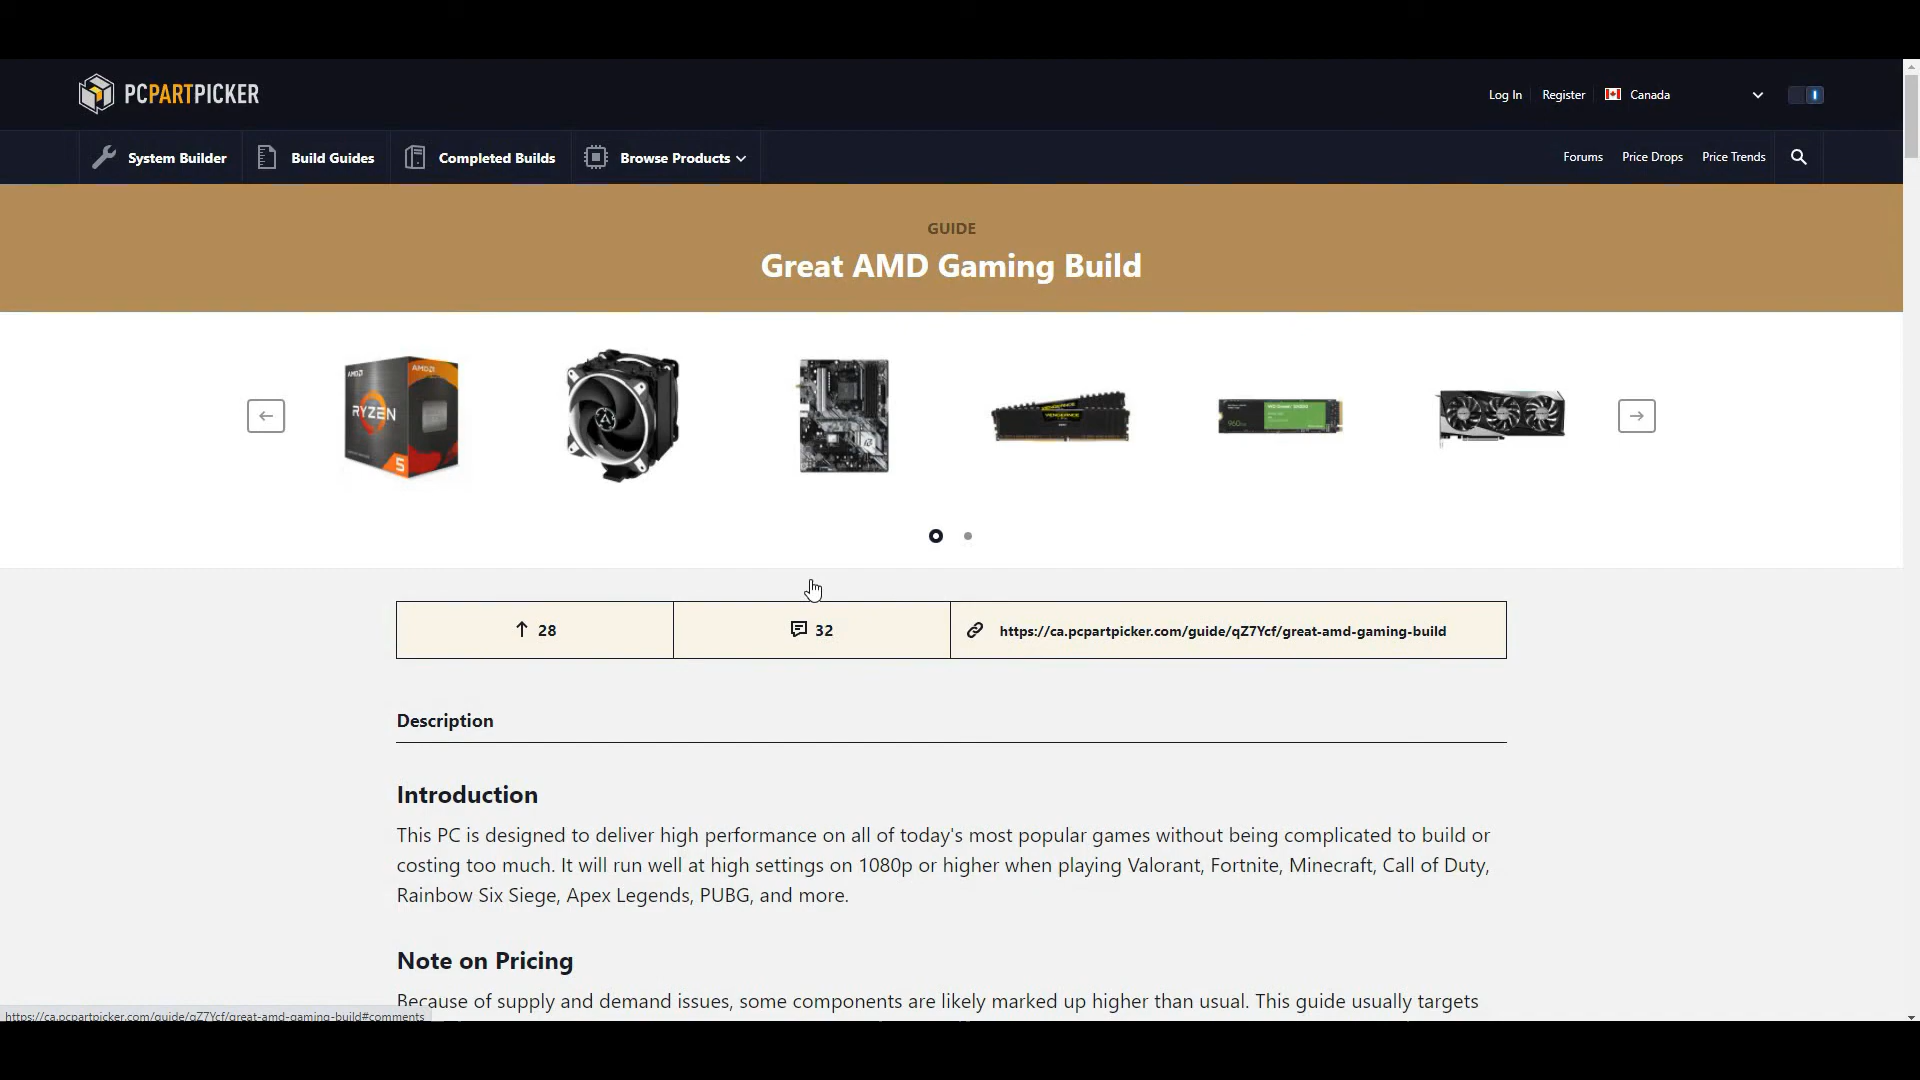 PCPARTPICKER
Log In Register Canada
System Builder Build Guides Completed Builds Browse Products
Forums Price Drops Price Trends
GUIDE
Great AMD Gaming Build
AMD AMD
RYZEN
5
VENGEANCE
VENGEANCE
28 32 https://ca.pcpartpicker.com/guide/qZ7Ycf/great-amd-gaming-build
Description
Introduction
This PC is designed to deliver high performance on all of today's most popular games without being complicated to build or
costing too much. It will run well at high settings on 1080p or higher when playing Valorant, Fortnite, Minecraft, Call of Duty,
Rainbow Six Siege, Apex Legends, PUBG, and more.
Note on Pricing
Because of supply and demand issues, some components are likely marked up higher than usual. This guide usually targets
https://ca.pcpartpicker.com/guide/qZ7Ycf/great-amd-gaming-build#comments